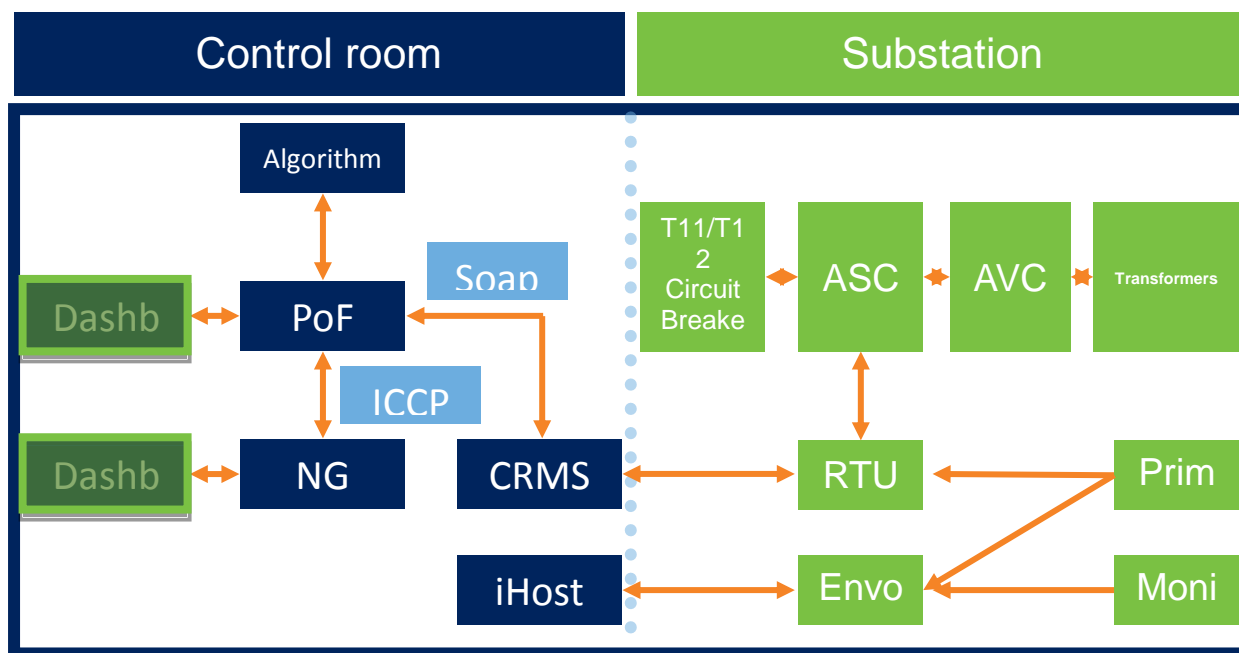 Control room
Substation
Algorithm
T11/T1
2
Circuit
Breake
ASC
AVC
Transformers
Soap
Dashb
PoF
ICCP
Dashb
NG
CRMS
RTU
Prim
iHost
Envo
Moni